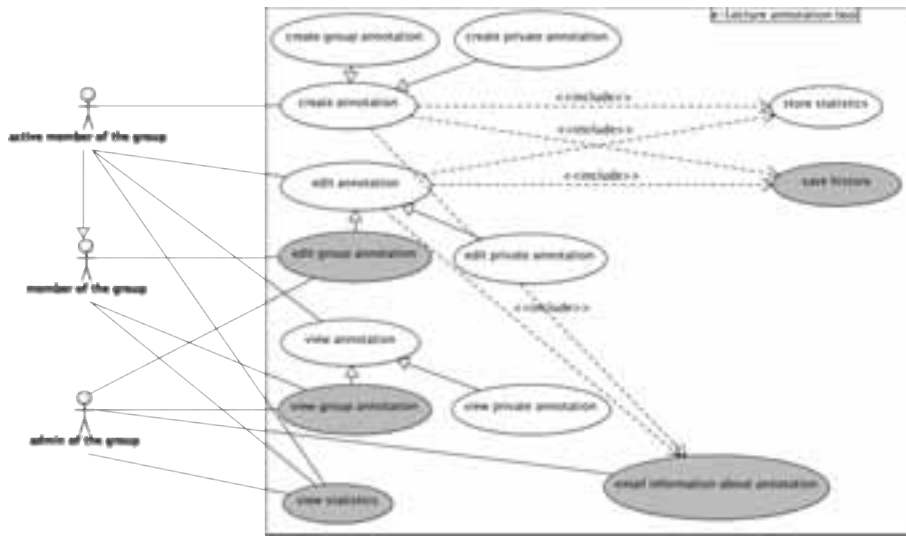 e-Lecture annotation tool
create group annotation
create private annotation
create annotation
<<include>>
store statistics
active member of the group
<<include>>
edit annotation
<<include>>
save history
edit group annotation
edit private annotation
member of the group
<<include>>
view annotation
view group annotation
view private annotation
admin of the group
email information about annotation
view statistics